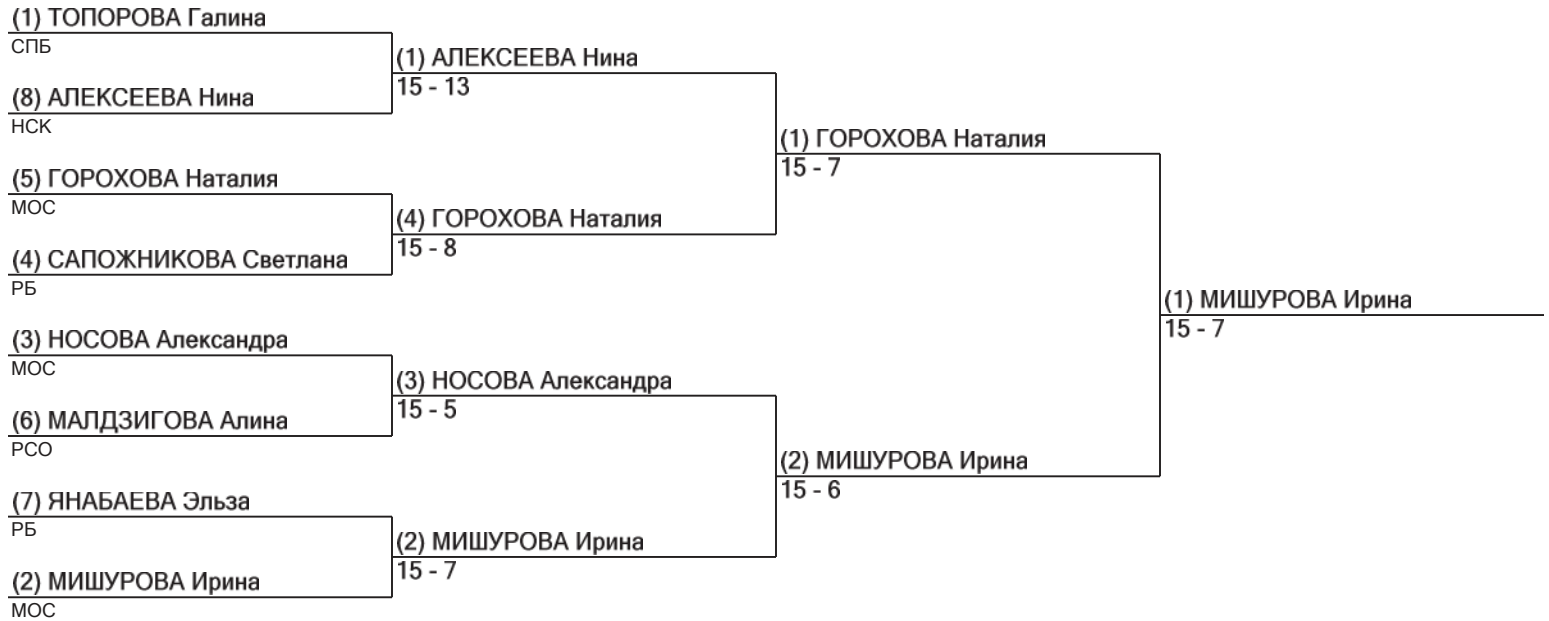 (1) ТОПОРОВА Галина
СПБ
(8) АЛЕКСЕЕВА Нина
НСК
(5) ГОРОХОВА Наталия
МОС
(4) САПОЖНИКОВА Светлана
РБ
(3) НОСОВА Александра
МОС
(6) МАЛДЗИГОВА Алина
РСО
(7) ЯНАБАЕВА Эльза
РБ
(2) МИШУРОВА Ирина
МОС
(1) АЛЕКСЕЕВА Нина
15 - 13
(4) ГОРОХОВА Наталия
15 - 8
(3) НОСОВА Александра
15 - 5
(2) МИШУРОВА Ирина
15 - 7
(1) ГОРОХОВА Наталия
15 - 7
(2) МИШУРОВА Ирина
15 - 6
(1) МИШУРОВА Ирина
15 - 7